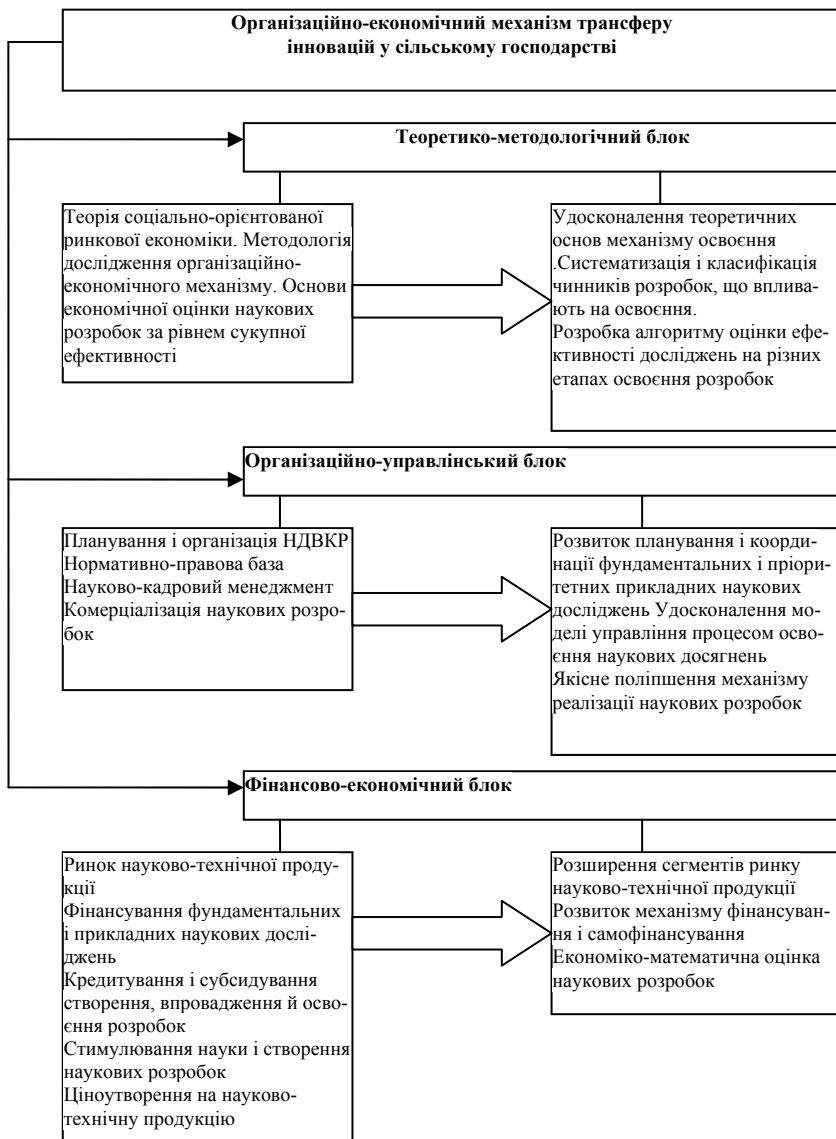 Організаційно-економічний механізм трансферу
інновацій у сільському господарстві
Теоретико-методологічний блок
Теорія соціально-орієнтованої
ринкової економіки. Методологія
дослідження організаційно-
економічного механізму. Основи
економічної оцінки наукових
розробок за рівнем сукупної
ефективності
Удосконалення теоретичних
основ механізму освоєння
.Систематизація і класифікація
чинників розробок, що вплива-
ють на освоєння.
Розробка алгоритму оцінки ефе-
ктивності досліджень на різних
етапах освоєння розробок
Організаційно-управлінський блок
Планування і організація НДВКР
Нормативно-правова база
Науково-кадровий менеджмент
Комерціалізація наукових розро-
бок
Розвиток планування і коорди-
нації фундаментальних і пріори-
тетних прикладних наукових
досліджень Удосконалення мо-
делі управління процесом осво-
єння наукових досягнень
Якісне поліпшення механізму
реалізації наукових розробок
Фінансово-економічний блок
Ринок науково-технічної проду-
кції
Фінансування фундаментальних
і прикладних наукових дослі-
джень
Кредитування і субсидування
створення, впровадження й осво-
єння розробок
Стимулювання науки і створення
наукових розробок
Ціноутворення на науково-
технічну продукцію
Розширення сегментів ринку
науково-технічної продукції
Розвиток механізму фінансуван-
ня і самофінансування
Економіко-математична оцінка
наукових розробок